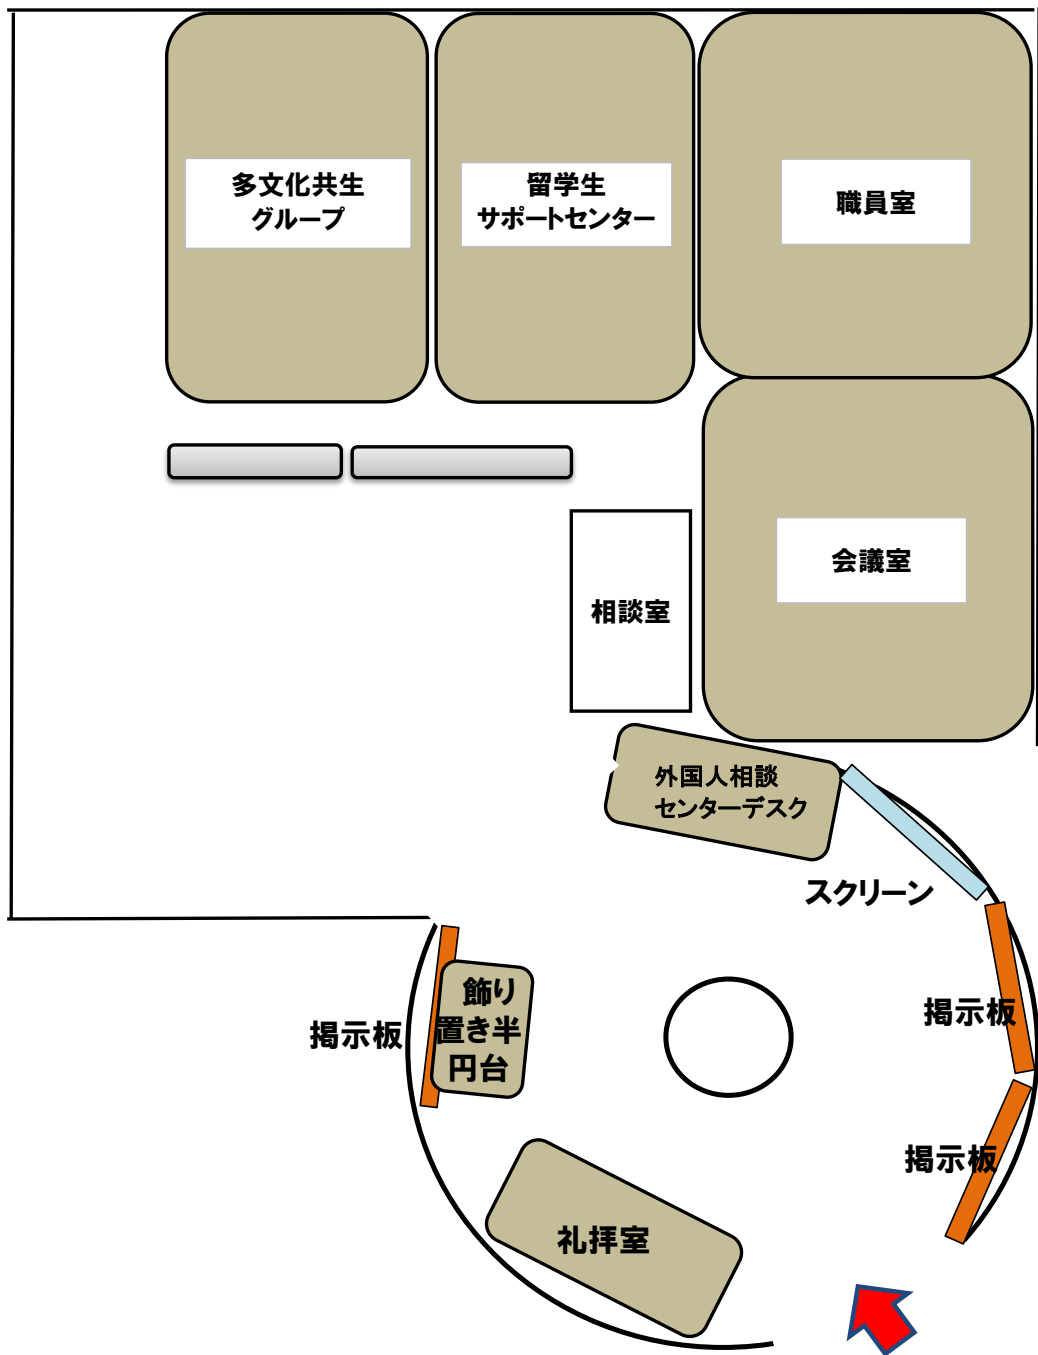 多文化共生
グループ
留学生
サポートセンター
職員室
会議室
相談室
外国人相談
センターデスク
スクリーン
掲示板
飾り
置き半
円台
掲示板
掲示板
礼拝室